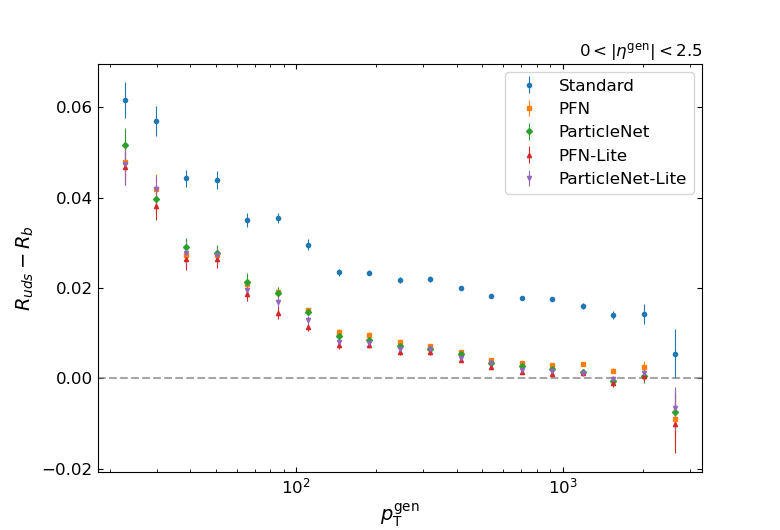 0 < |η^gen| < 2.5
Standard
PFN
ParticleNet
PFN-Lite
ParticleNet-Lite
R_uds − R_b
0.06
0.04
0.02
0.00
−0.02
10^2 10^3
p_T^gen